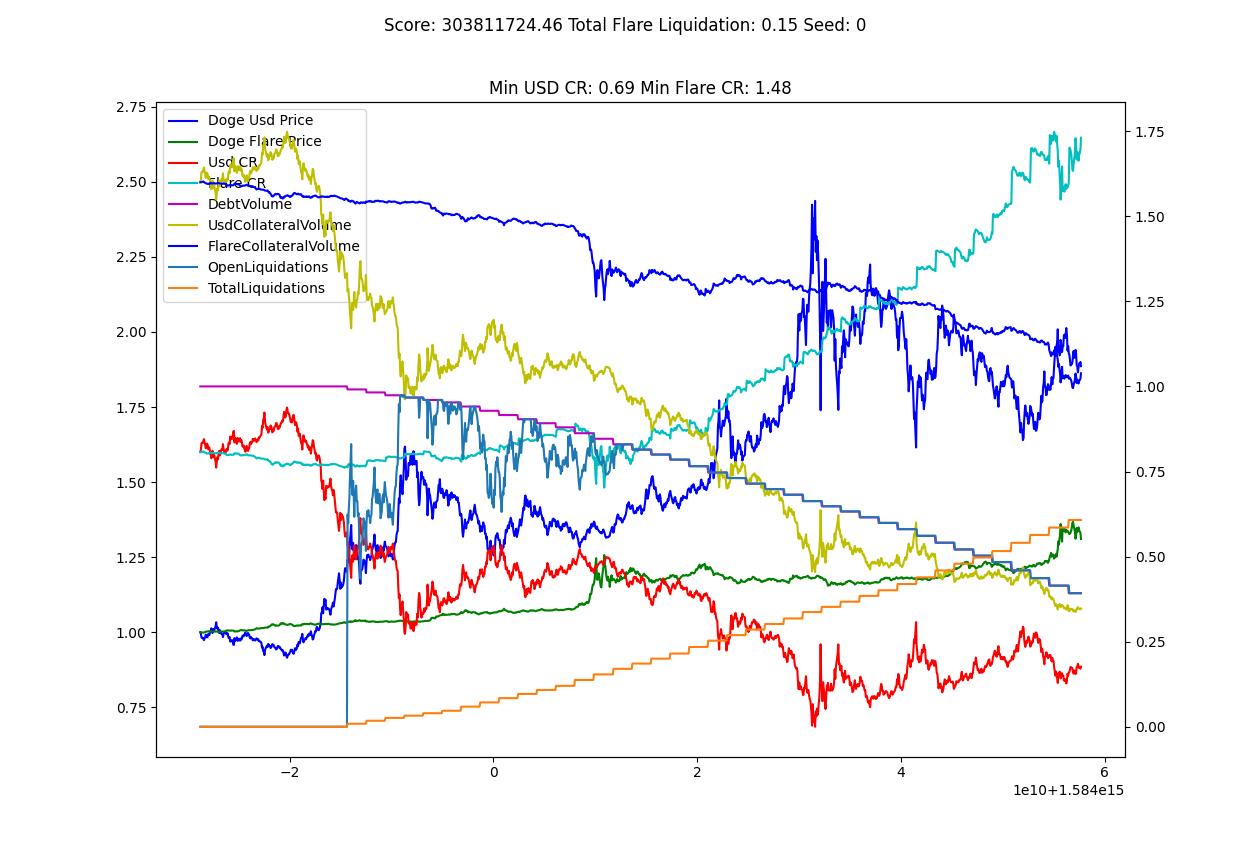 Score: 303811724.46 Total Flare Liquidation: 0.15 Seed: 0
Min USD CR: 0.69 Min Flare CR: 1.48
Doge Usd Price
Doge Flare Price
Usd CR
Flare CR
DebtVolume
UsdCollateralVolume
FlareCollateralVolume
OpenLiquidations
TotalLiquidations
2.75
2.50
2.25
2.00
1.75
1.50
1.25
1.00
0.75
1.75
1.50
1.25
1.00
0.75
0.50
0.25
0.00
−2 0 2 4 6
1e10+1.584e15